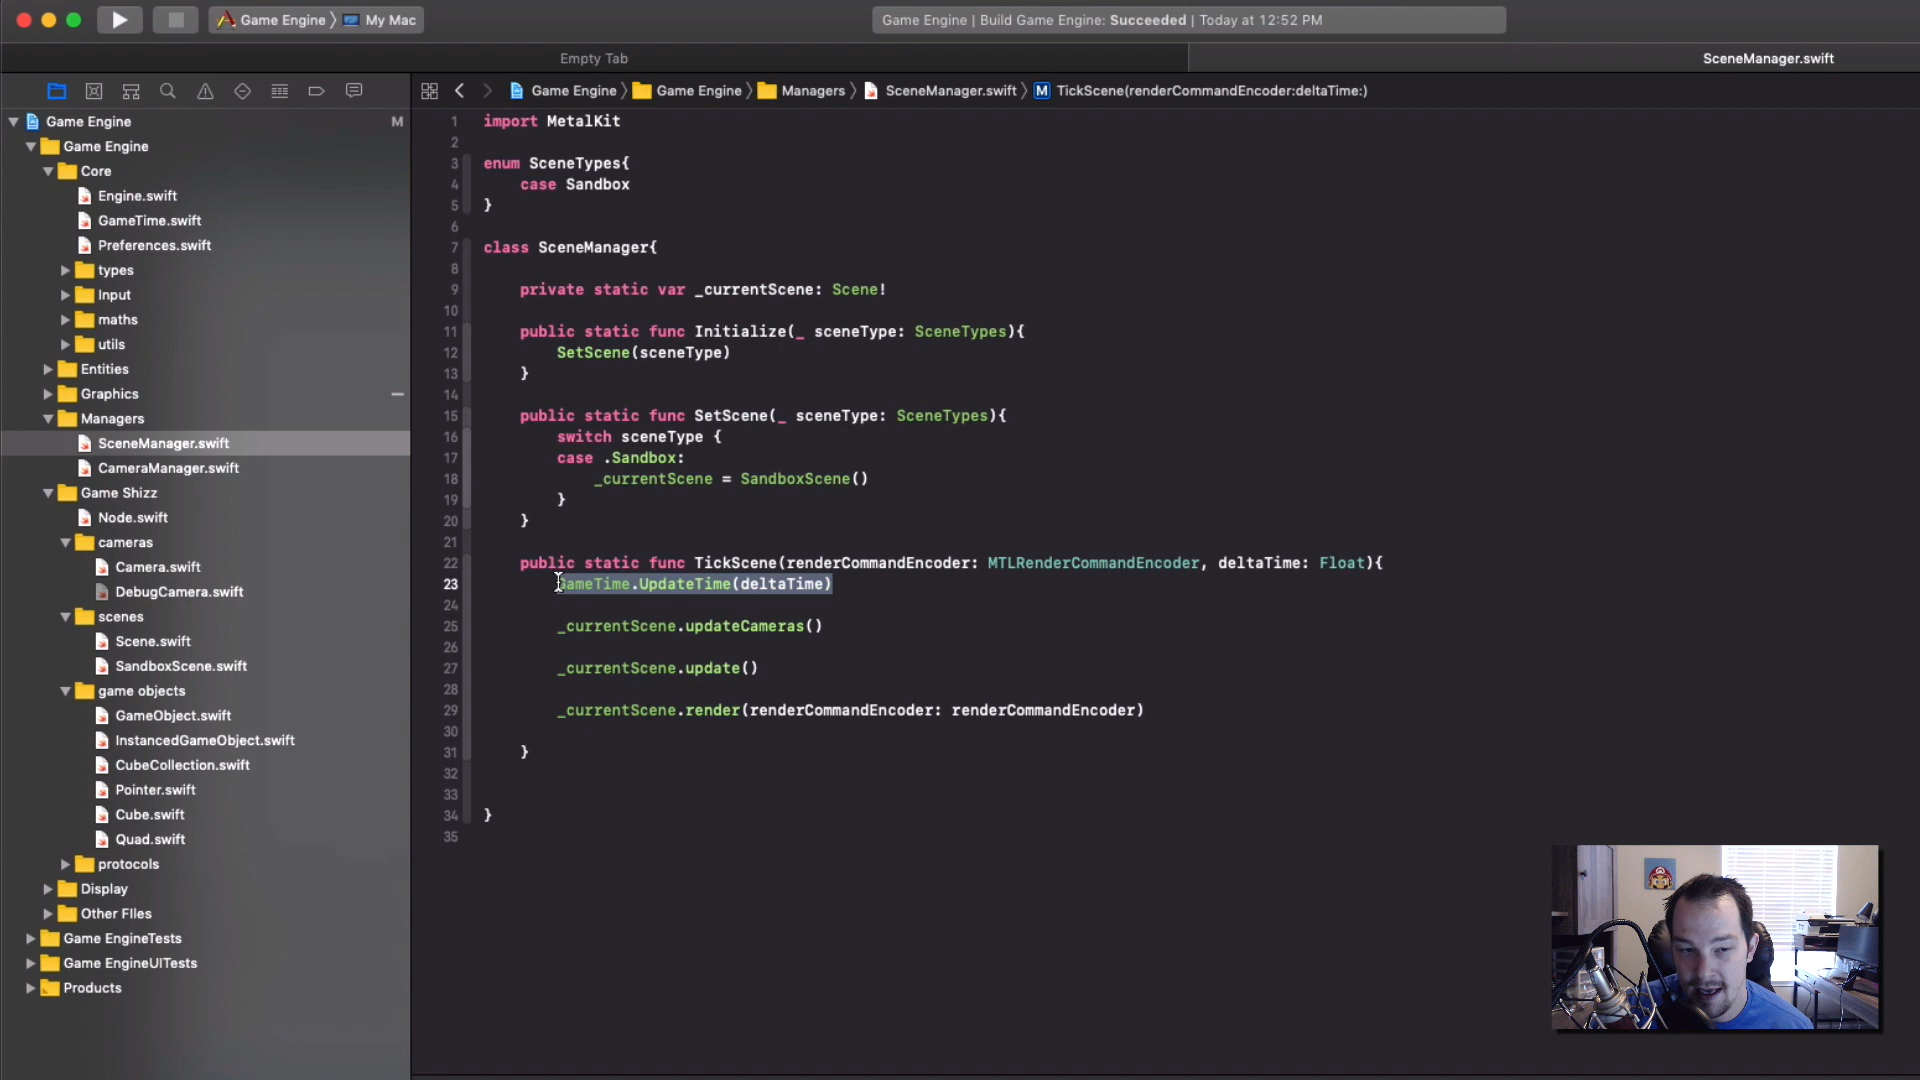 Game Engine 〉 My Mac
Game Engine | Build Game Engine: Succeeded | Today at 12:52 PM
Empty Tab
SceneManager.swift
Game Engine 〉 Game Engine 〉 Managers 〉 SceneManager.swift 〉 M TickScene(renderCommandEncoder:deltaTime:)
Game Engine M
Game Engine
Core
Engine.swift
GameTime.swift
Preferences.swift
types
Input
maths
utils
Entities
Graphics
Managers
SceneManager.swift
CameraManager.swift
Game Shizz
Node.swift
cameras
Camera.swift
DebugCamera.swift
scenes
Scene.swift
SandboxScene.swift
game objects
GameObject.swift
InstancedGameObject.swift
CubeCollection.swift
Pointer.swift
Cube.swift
Quad.swift
protocols
Display
Other FIles
Game EngineTests
Game EngineUITests
Products
1 import MetalKit
2
3 enum SceneTypes{
4 case Sandbox
5 }
6
7 class SceneManager{
8
9 private static var _currentScene: Scene!
10
11 public static func Initialize(_ sceneType: SceneTypes){
12 SetScene(sceneType)
13 }
14
15 public static func SetScene(_ sceneType: SceneTypes){
16 switch sceneType {
17 case .Sandbox:
18 _currentScene = SandboxScene()
19 }
20 }
21
22 public static func TickScene(renderCommandEncoder: MTLRenderCommandEncoder, deltaTime: Float){
23 GameTime.UpdateTime(deltaTime)
24
25 _currentScene.updateCameras()
26
27 _currentScene.update()
28
29 _currentScene.render(renderCommandEncoder: renderCommandEncoder)
30
31 }
32
33
34 }
35